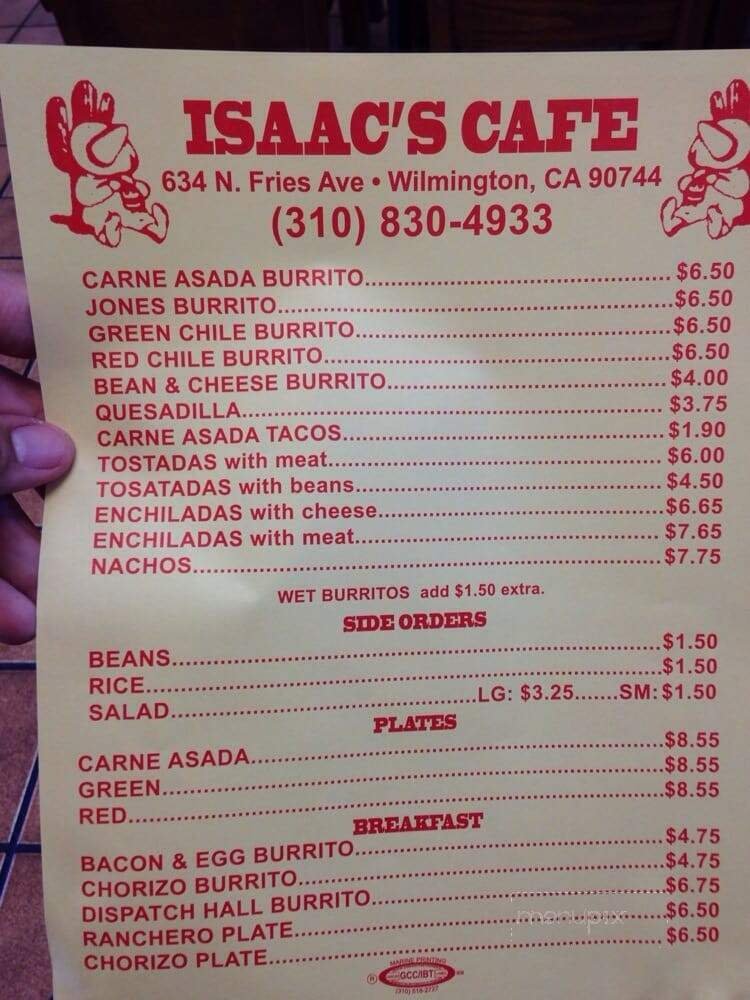 ISAAC'S CAFE
634 N. Fries Ave • Wilmington, CA 90744
(310) 830-4933
CARNE ASADA BURRITO.......................................... $6.50
JONES BURRITO.......................................................$6.50
GREEN CHILE BURRITO...........................................$6.50
RED CHILE BURRITO................................................$6.50
BEAN & CHEESE BURRITO...................................... $4.00
QUESADILLA........................................................... $3.75
CARNE ASADA TACOS............................................. $1.90
TOSTADAS with meat............................................... $6.00
TOSATADAS with beans........................................... $4.50
ENCHILADAS with cheese........................................$6.65
ENCHILADAS with meat.......................................... $7.65
NACHOS..................................................................$7.75
WET BURRITOS add $1.50 extra.
SIDE ORDERS
BEANS.....................................................................$1.50
RICE.........................................................................$1.50
SALAD..........................................LG: $3.25.......SM: $1.50
PLATES
CARNE ASADA..........................................................$8.55
GREEN......................................................................$8.55
RED...........................................................................$8.55
BREAKFAST
BACON & EGG BURRITO...........................................$4.75
CHORIZO BURRITO...................................................$4.75
DISPATCH HALL BURRITO.........................................$6.75
RANCHERO PLATE.....................................................$6.50
CHORIZO PLATE........................................................$6.50
menupix
MARINE PRINTING
® GCC/IBT
(310) 518-2777